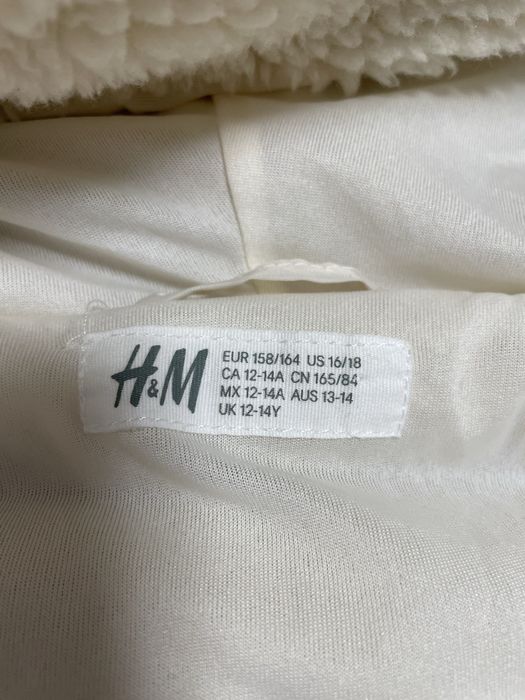 H&M
EUR 158/164 US 16/18
CA 12-14A CN 165/84
MX 12-14A AUS 13-14
UK 12-14Y